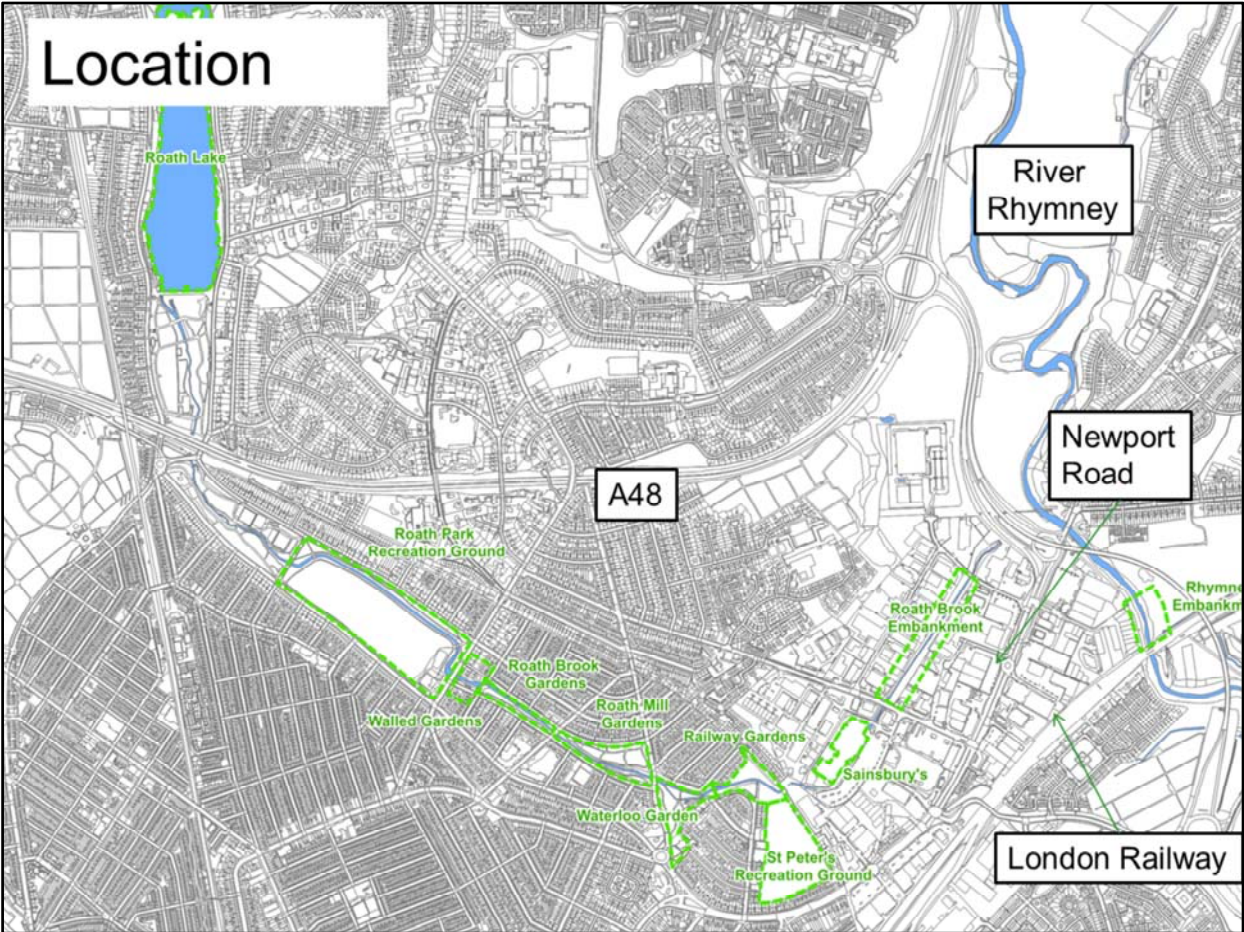 Location
Roath Lake
River
Rhymney
Newport
Road
A48
Roath Park
Recreation Ground
Roath Brook
Embankment
Rhymne
Embankm
Roath Brook
Gardens
Roath Mill
Gardens
Walled Gardens
Railway Gardens
Sainsbury's
Waterloo Garden
St Peter's
Recreation Ground
London Railway